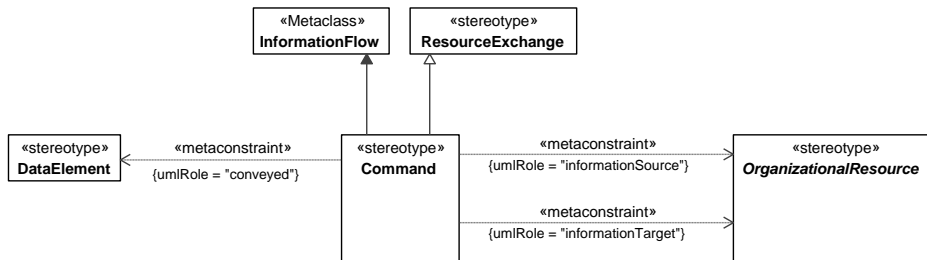 «Metaclass»
InformationFlow
«stereotype»
ResourceExchange
«stereotype»
DataElement
«metaconstraint»
{umlRole = "conveyed"}
«stereotype»
Command
«metaconstraint»
{umlRole = "informationSource"}
«metaconstraint»
{umlRole = "informationTarget"}
«stereotype»
OrganizationalResource